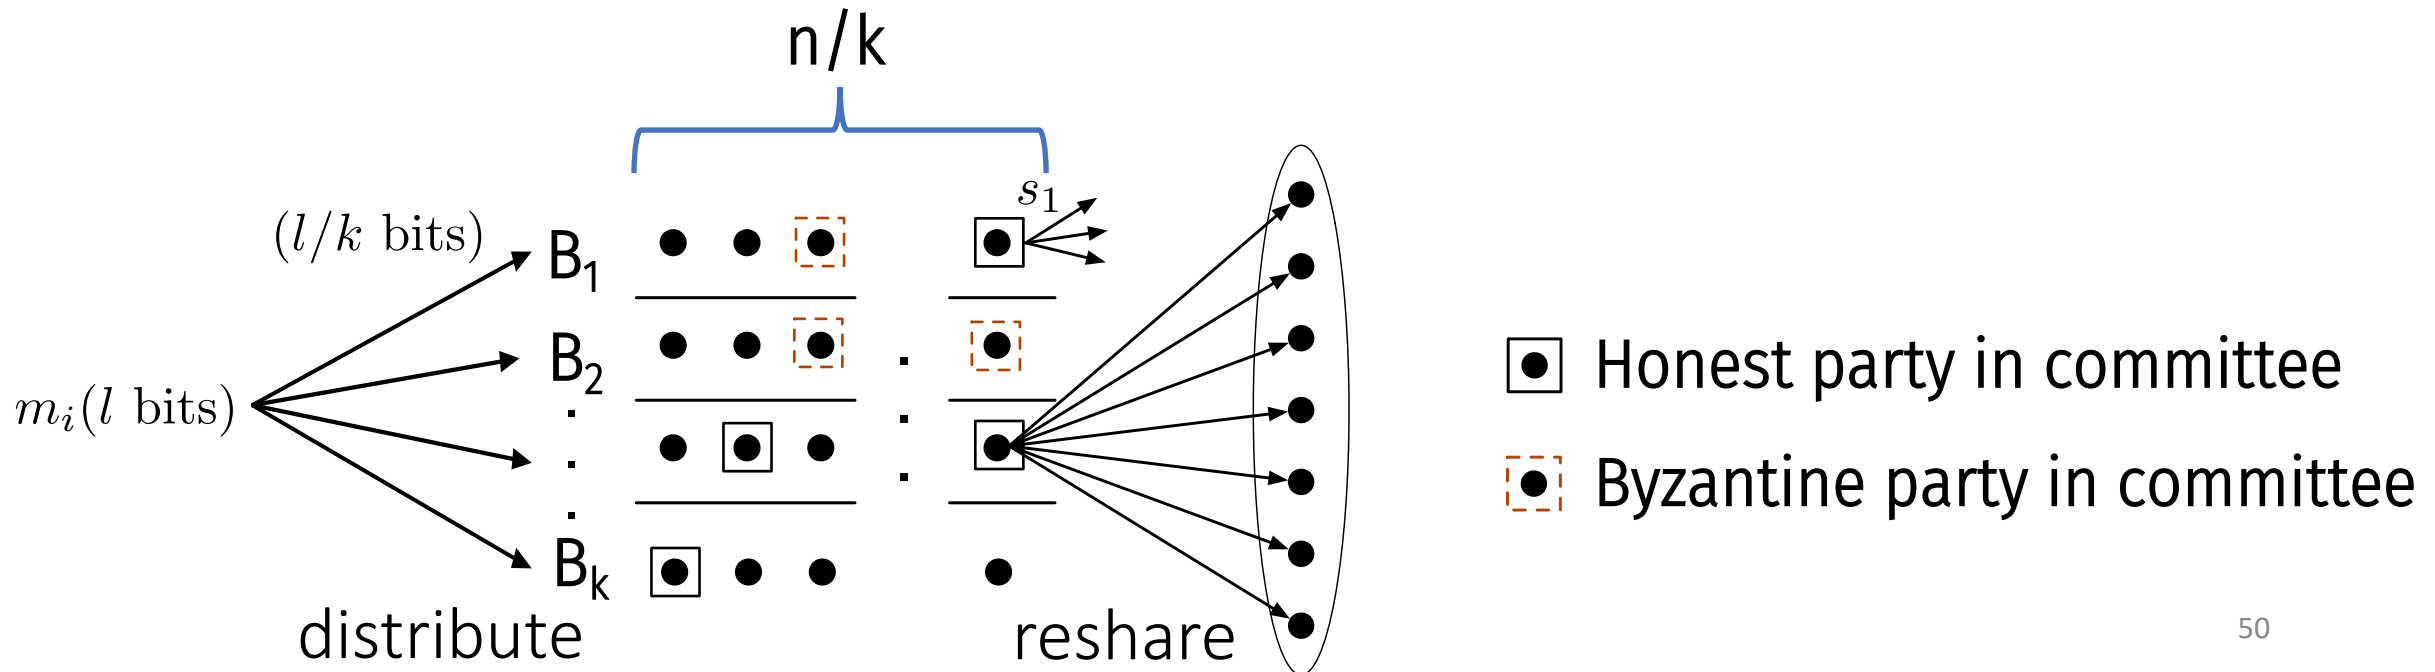 n/k
s₁
(l/k bits)
B₁
B₂
Honest party in committee
mᵢ(l bits)
Byzantine party in committee
Bₖ
distribute
reshare
50